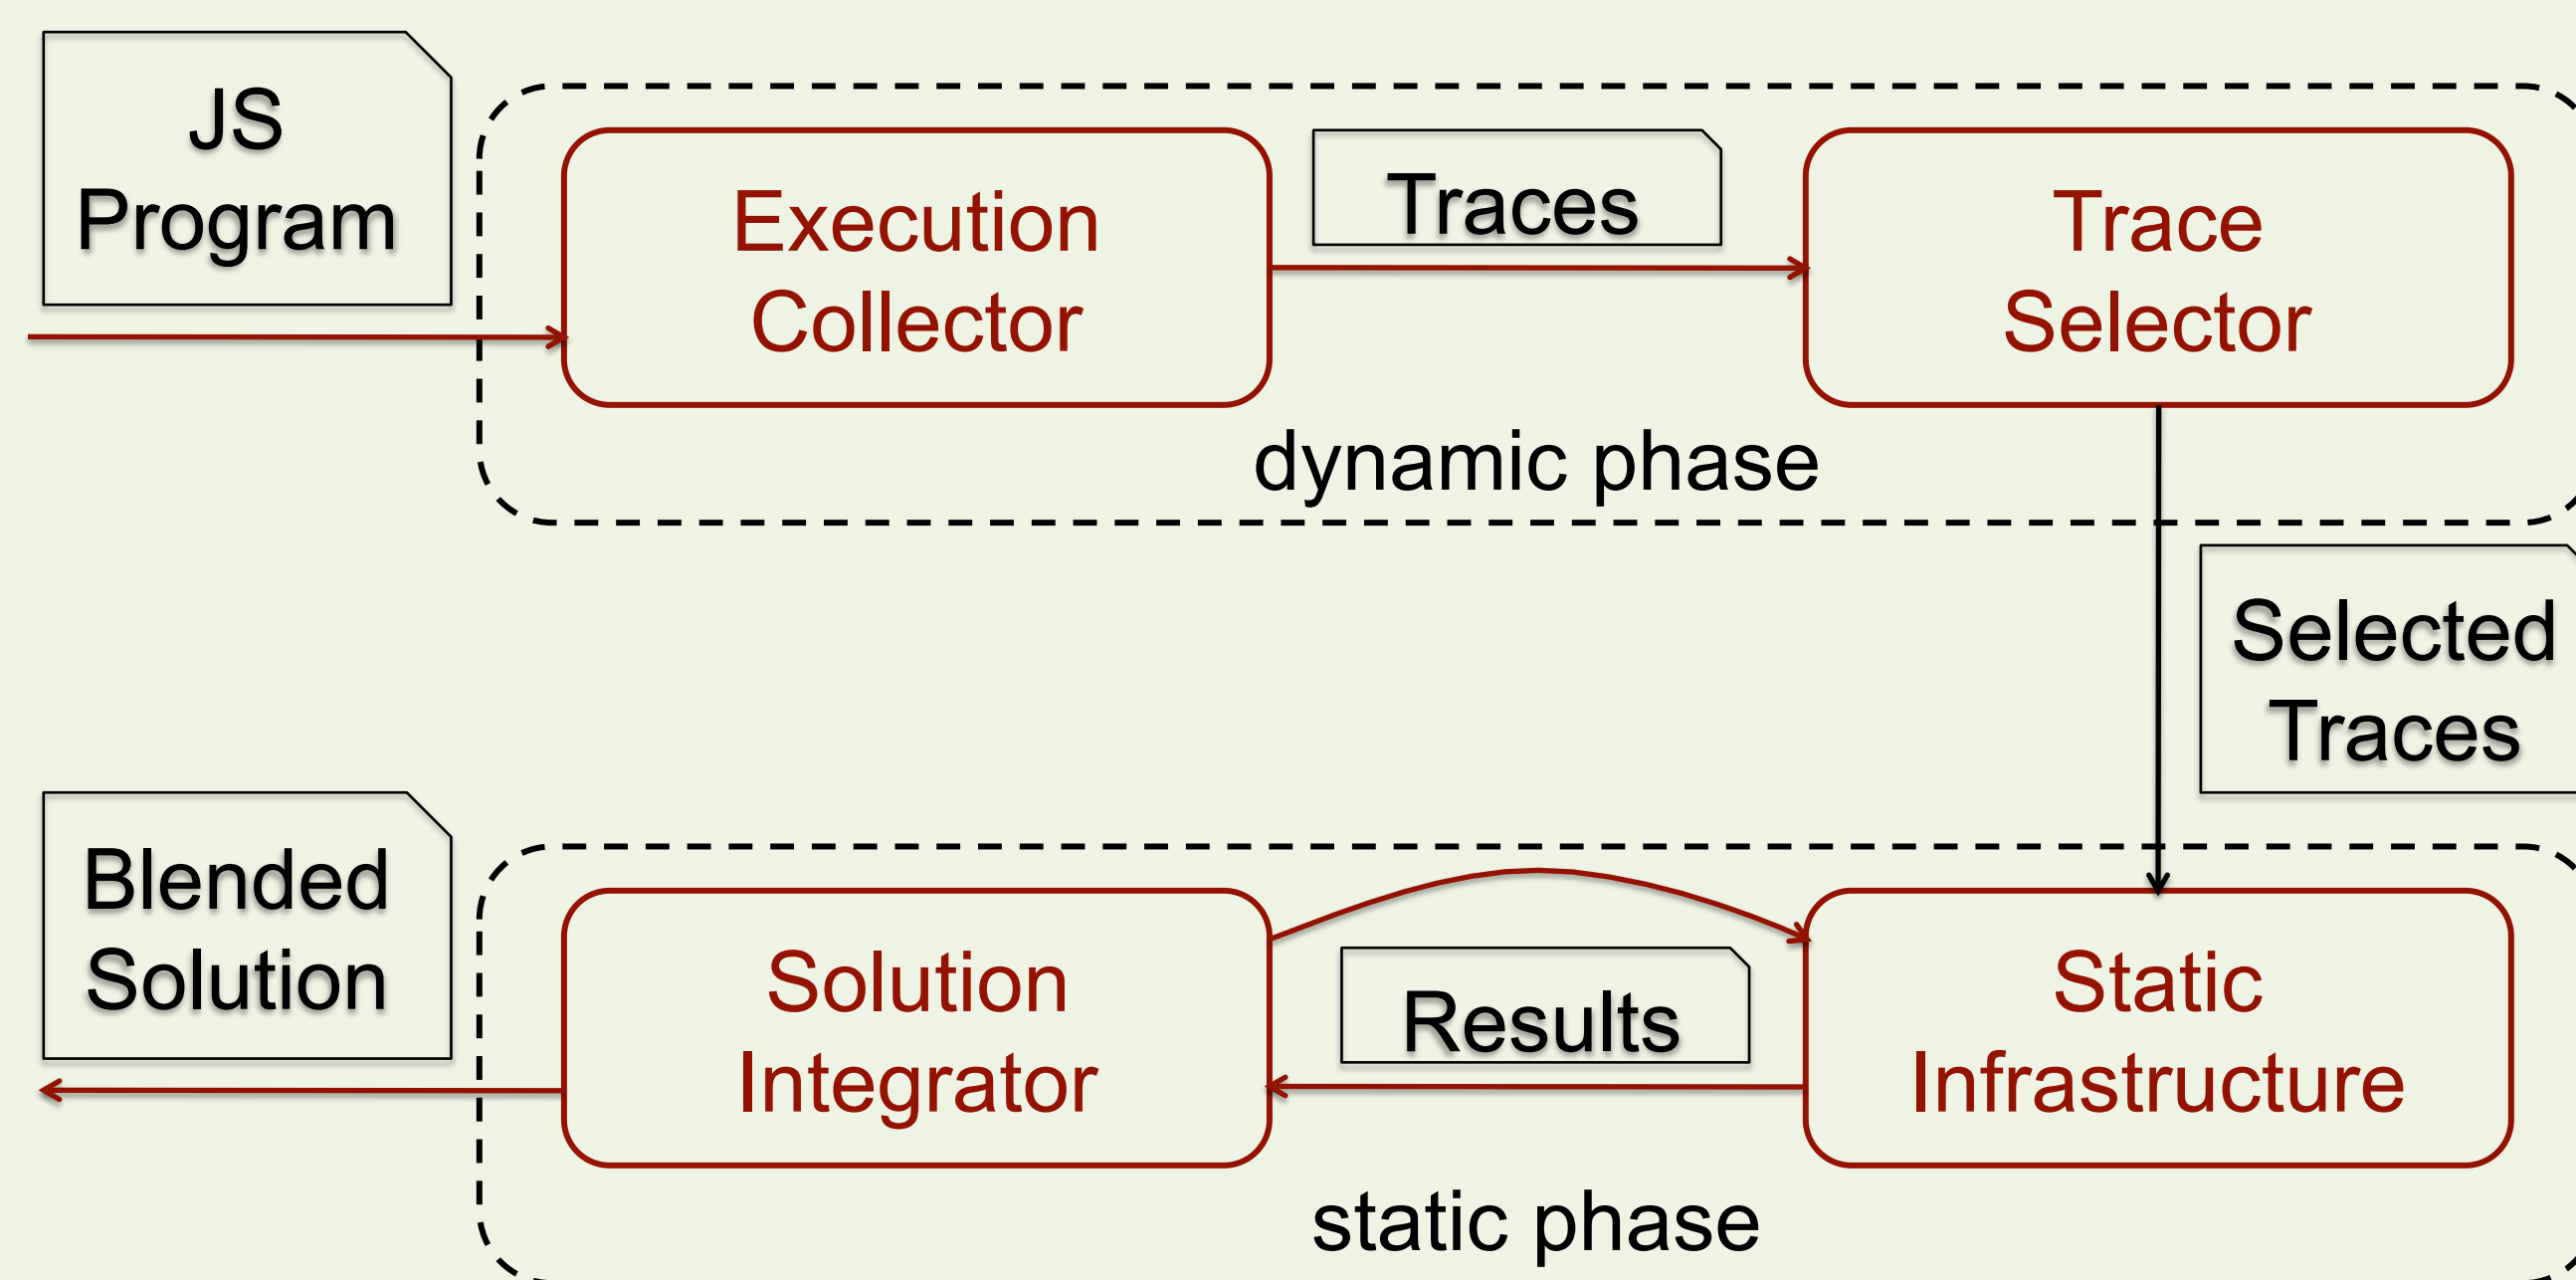 JS
Program
Execution
Collector
Traces
Trace
Selector
dynamic phase
Selected
Traces
Blended
Solution
Solution
Integrator
Results
Static
Infrastructure
static phase